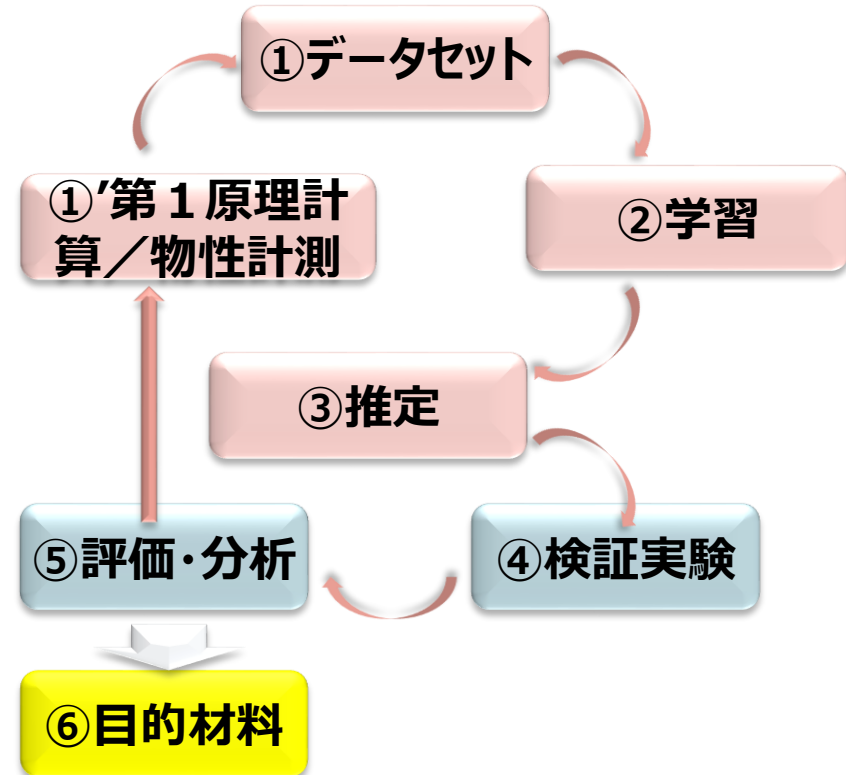 ①データセット
①’第１原理計
算／物性計測
②学習
③推定
⑤評価・分析
④検証実験
⑥目的材料